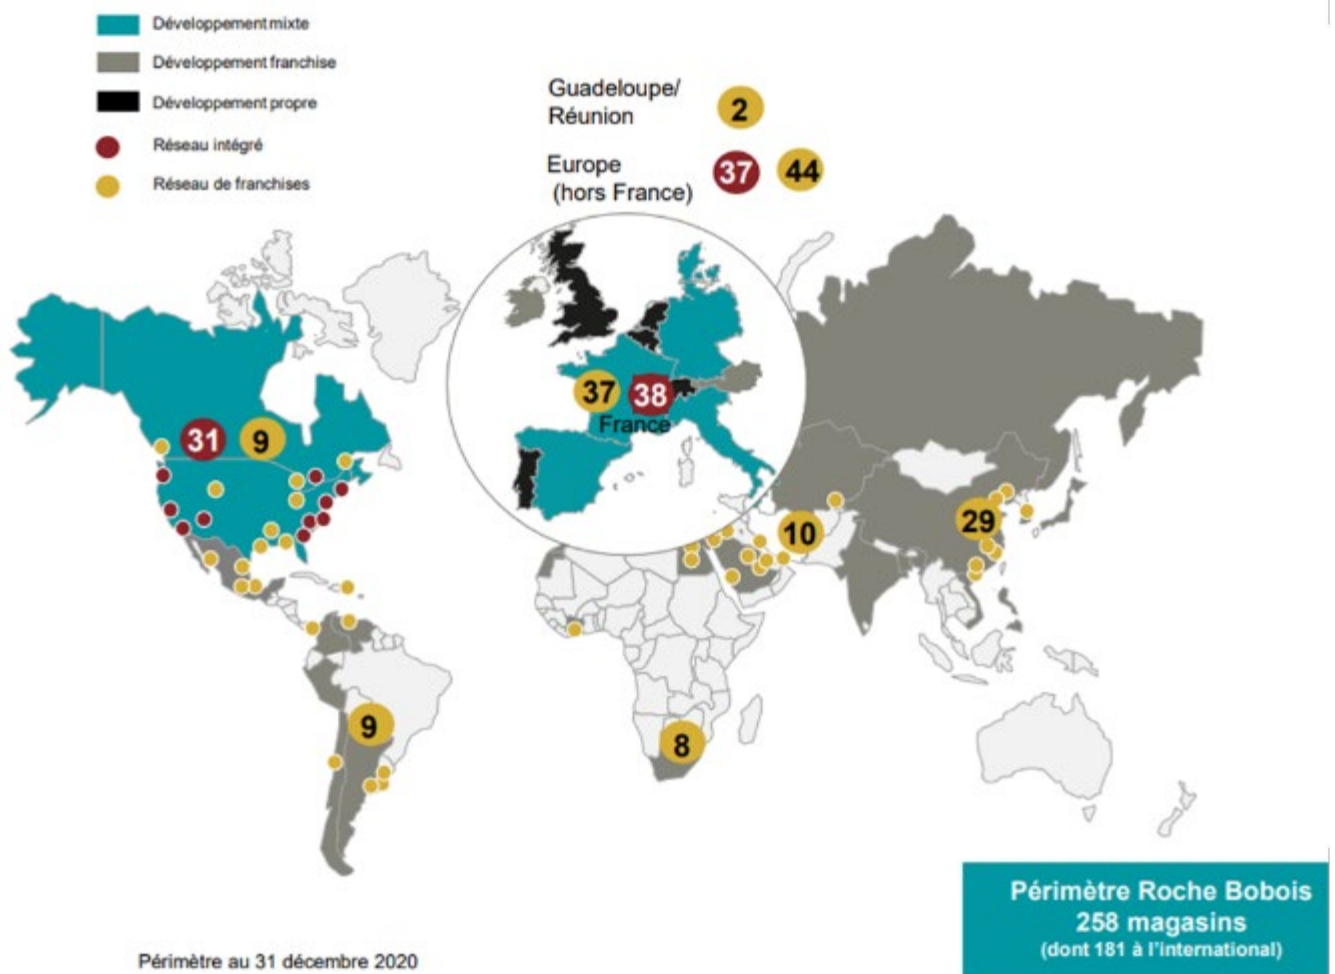 Développement mixte
Développement franchise
Développement propre
Réseau intégré
Réseau de franchises
Guadeloupe/
Réunion
2
Europe
(hors France)
37
44
37
38
France
31
9
10
29
9
8
Périmètre Roche Bobois
258 magasins
(dont 181 à l'international)
Périmètre au 31 décembre 2020